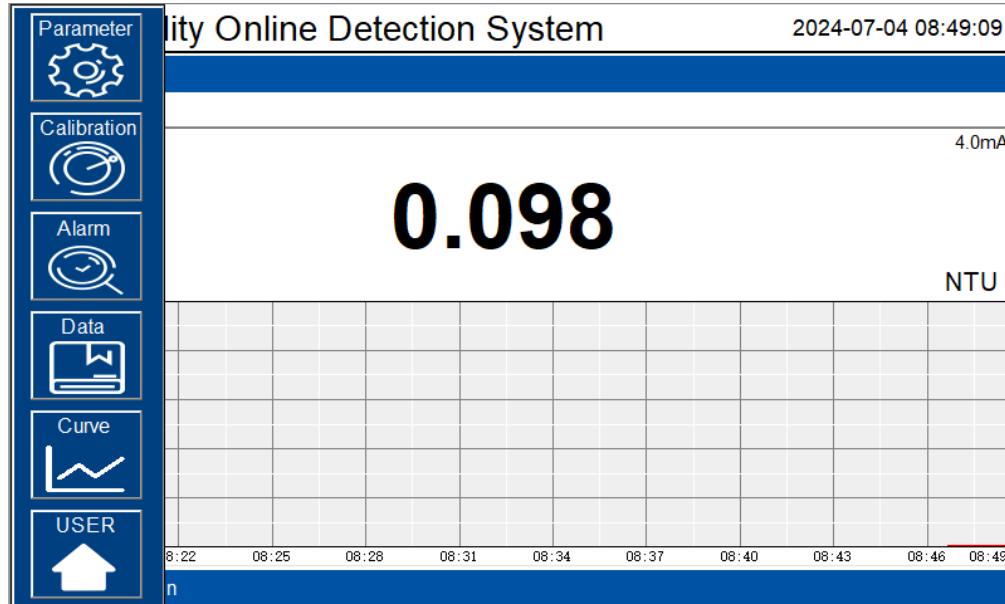 Parameter
lity Online Detection System
2024-07-04 08:49:09
Calibration
4.0mA
Alarm
0.098
NTU
Data
Curve
USER
8:22 08:25 08:28 08:31 08:34 08:37 08:40 08:43 08:46 08:49
n